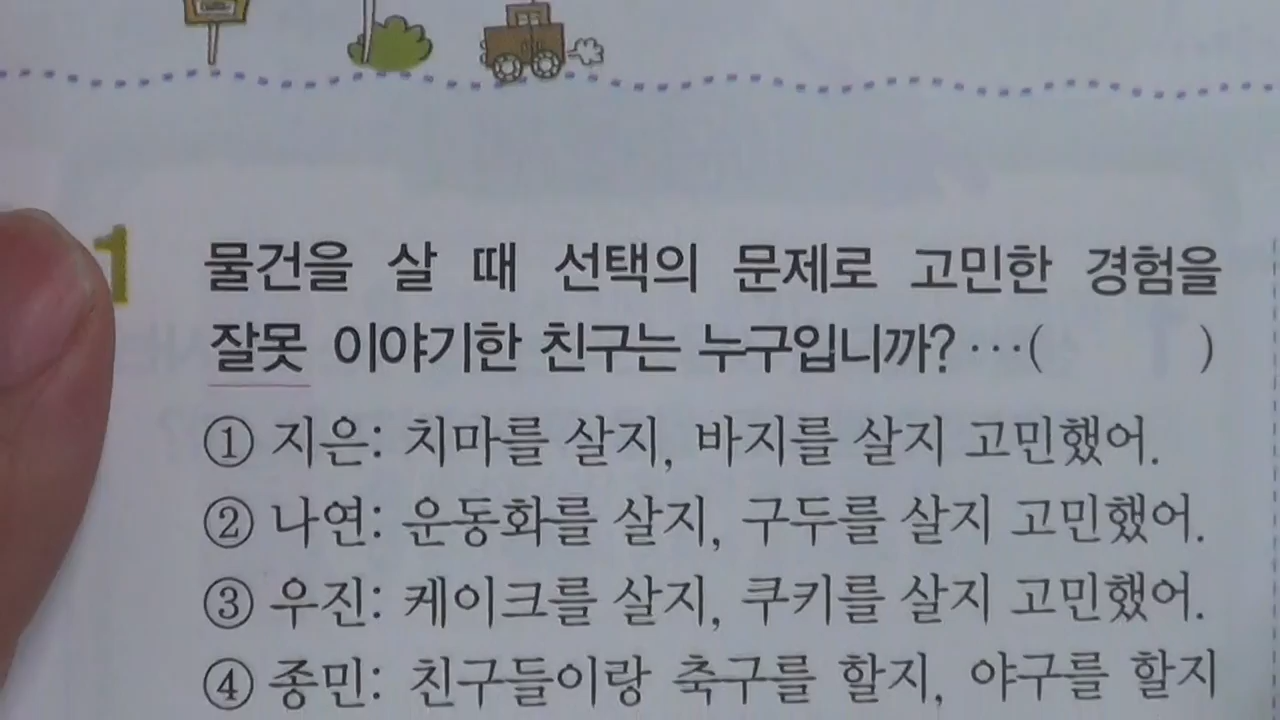 1
물건을 살 때 선택의 문제로 고민한 경험을
잘못 이야기한 친구는 누구입니까? ···( )
① 지은: 치마를 살지, 바지를 살지 고민했어.
② 나연: 운동화를 살지, 구두를 살지 고민했어.
③ 우진: 케이크를 살지, 쿠키를 살지 고민했어.
④ 종민: 친구들이랑 축구를 할지, 야구를 할지